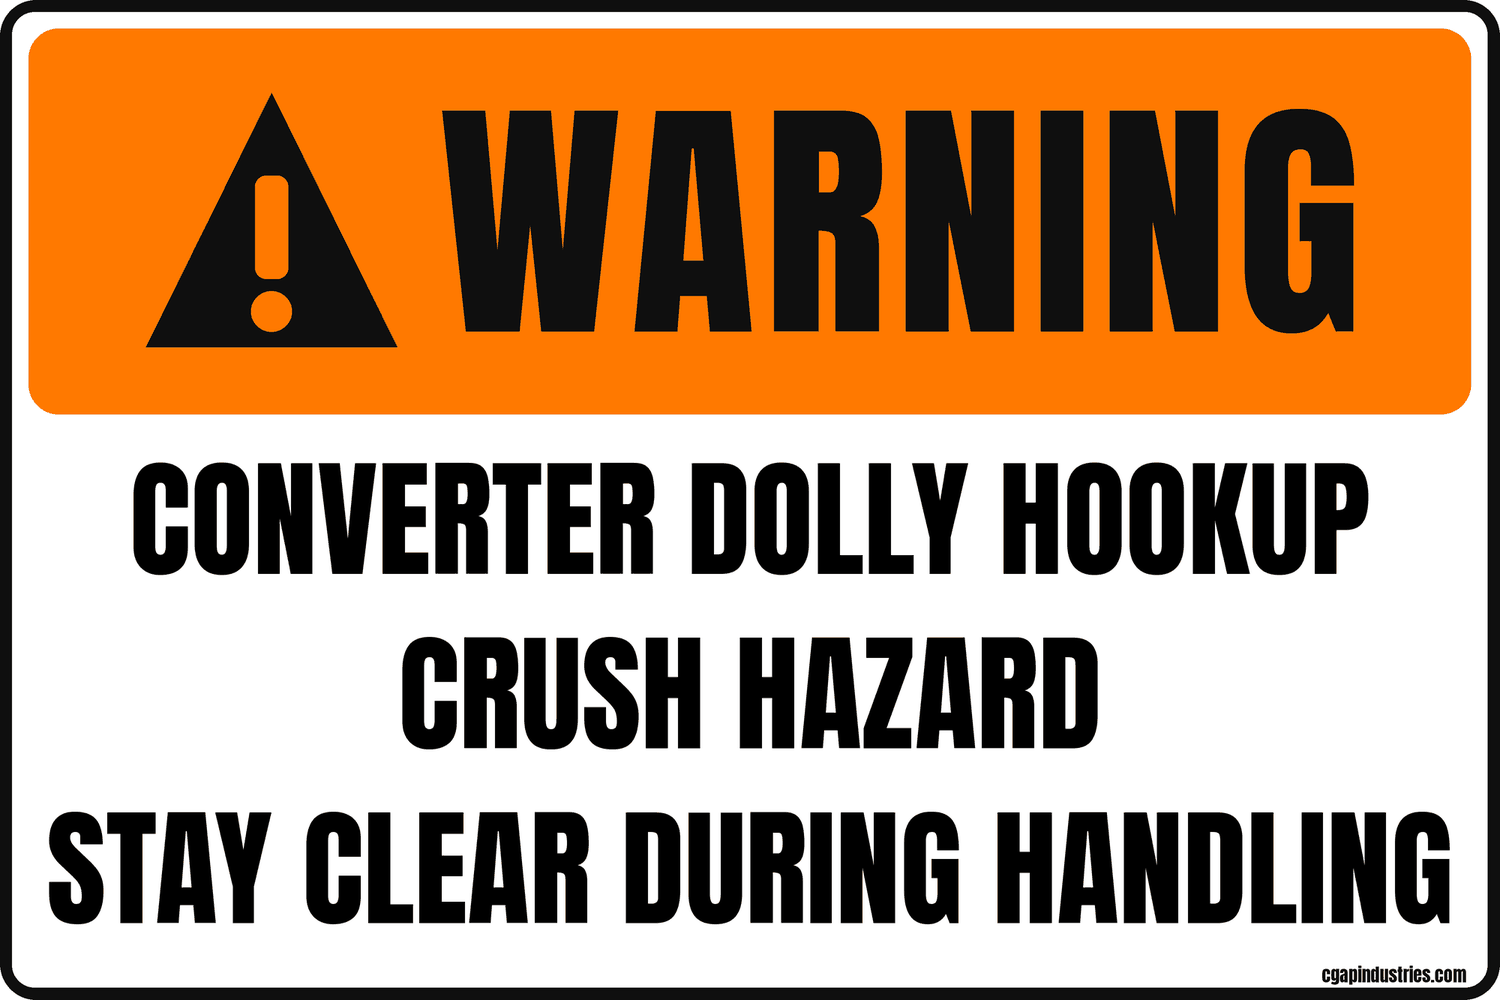 WARNING
CONVERTER DOLLY HOOKUP
CRUSH HAZARD
STAY CLEAR DURING HANDLING
cgapindustries.com